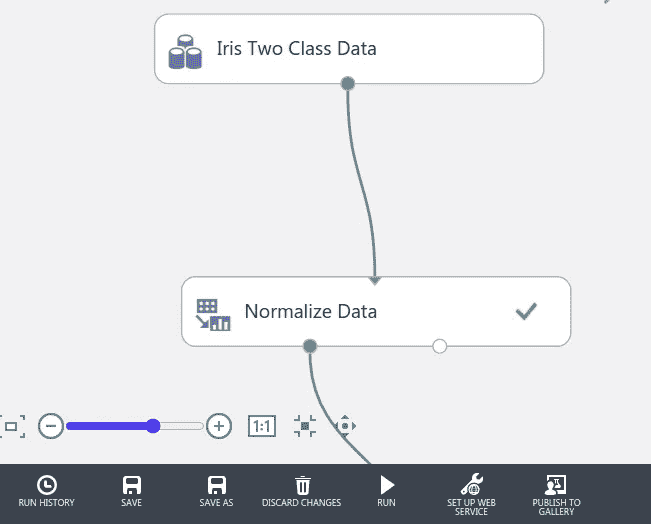 Iris Two Class Data
Normalize Data
1:1
RUN HISTORY
SAVE
SAVE AS
DISCARD CHANGES
RUN
SET UP WEB
SERVICE
PUBLISH TO
GALLERY